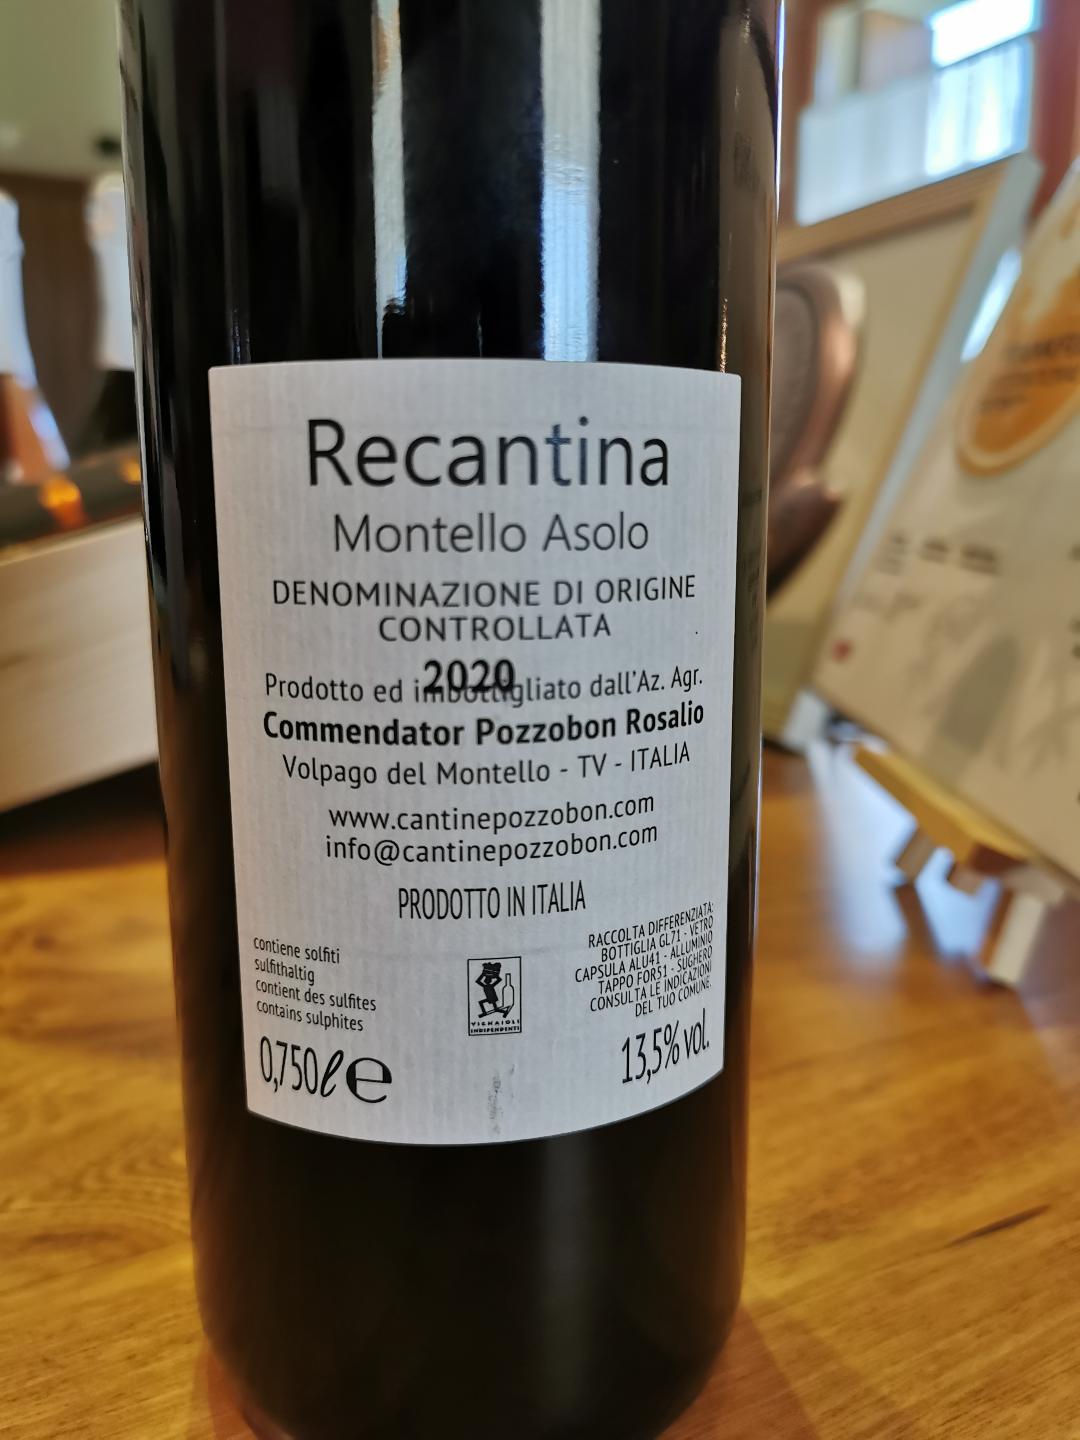 Recantina
Montello Asolo
DENOMINAZIONE DI ORIGINE
CONTROLLATA
2020
Prodotto ed imbottigliato dall'Az. Agr.
Commendator Pozzobon Rosalio
Volpago del Montello - TV - ITALIA
www.cantinepozzobon.com
info@cantinepozzobon.com
PRODOTTO IN ITALIA
contiene solfiti
sulfithaltig
contient des sulfites
contains sulphites
0,750ℓ e
VIGNAIOLI
INDIPENDENTI
RACCOLTA DIFFERENZIATA:
BOTTIGLIA GL71 - VETRO
CAPSULA ALU41 - ALLUMINIO
TAPPO FOR51 - SUGHERO
CONSULTA LE INDICAZIONI
DEL TUO COMUNE.
13,5% vol.